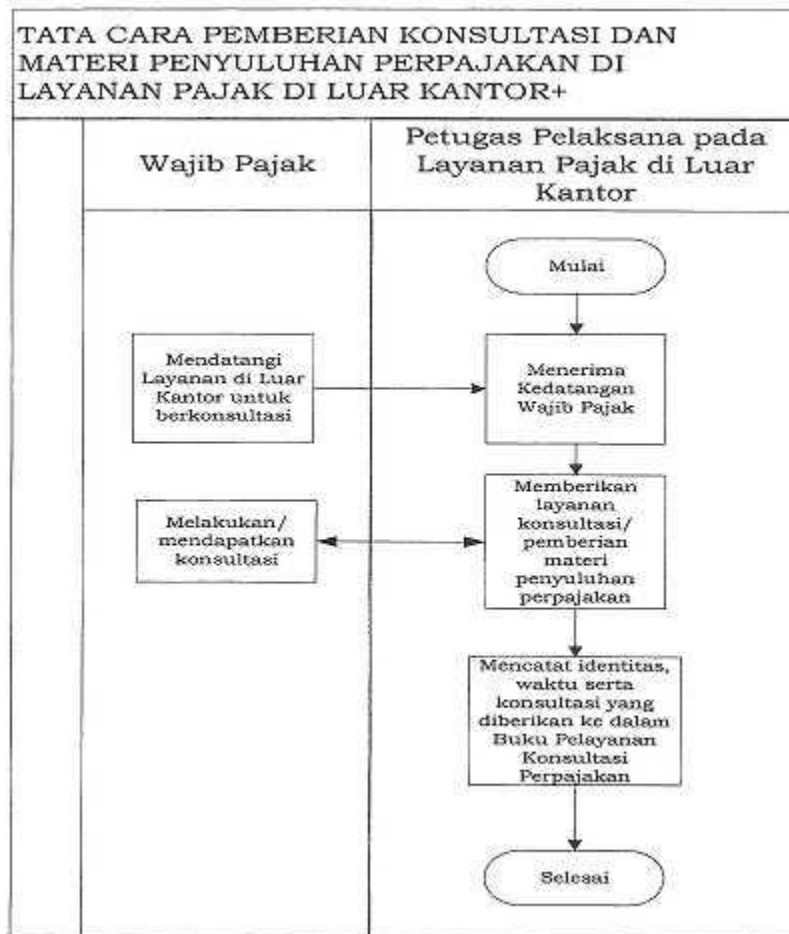 TATA CARA PEMBERIAN KONSULTASI DAN
MATERI PENYULUHAN PERPAJAKAN DI
LAYANAN PAJAK DI LUAR KANTOR+
Wajib Pajak
Petugas Pelaksana pada
Layanan Pajak di Luar
Kantor
Mulai
Mendatangi
Layanan di Luar
Kantor untuk
berkonsultasi
Menerima
Kedatangan
Wajib Pajak
Melakukan/
mendapatkan
konsultasi
Memberikan
layanan
konsultasi/
pemberian
materi
penyuluhan
perpajakan
Mencatat identitas,
waktu serta
konsultasi yang
diberikan ke dalam
Buku Pelayanan
Konsultasi
Perpajakan
Selesai